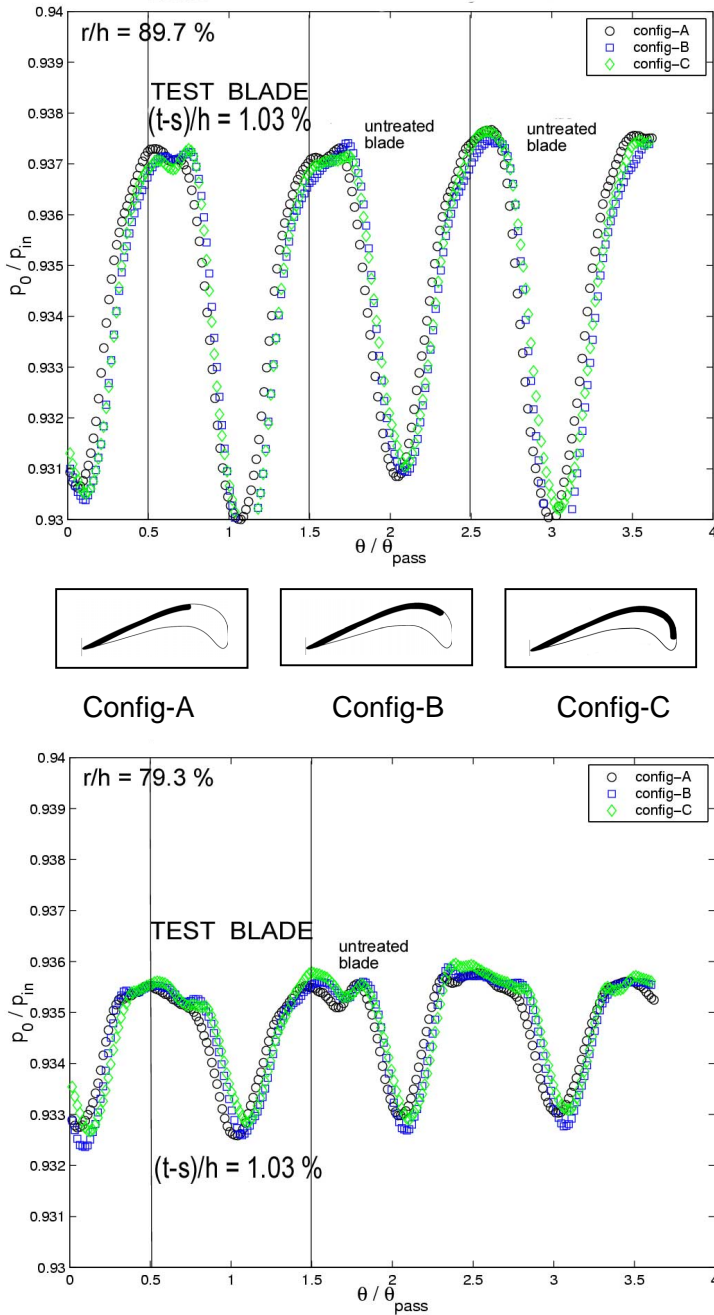 0.94
r/h = 89.7 %
config-A
config-B
config-C
0.939
TEST BLADE
0.938
(t-s)/h = 1.03 %
untreated
blade
untreated
blade
0.937
0.936
p0 / pin
0.935
0.934
0.933
0.932
0.931
0.93
0 0.5 1 1.5 2 2.5 3 3.5 4
θ / θpass
Config-A Config-B Config-C
0.94
r/h = 79.3 %
config-A
config-B
config-C
0.939
0.938
0.937
TEST BLADE
untreated
blade
0.936
p0 / pin
0.935
0.934
0.933
0.932
(t-s)/h = 1.03 %
0.931
0.93
0 0.5 1 1.5 2 2.5 3 3.5 4
θ / θpass